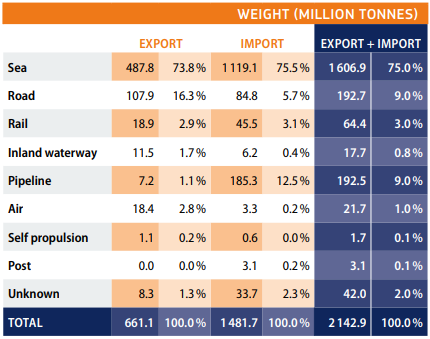 WEIGHT (MILLION TONNES)
EXPORT IMPORT EXPORT + IMPORT
Sea 487.8 73.8 % 1 119.1 75.5 % 1 606.9 75.0 %
Road 107.9 16.3 % 84.8 5.7 % 192.7 9.0 %
Rail 18.9 2.9 % 45.5 3.1 % 64.4 3.0 %
Inland waterway 11.5 1.7 % 6.2 0.4 % 17.7 0.8 %
Pipeline 7.2 1.1 % 185.3 12.5 % 192.5 9.0 %
Air 18.4 2.8 % 3.3 0.2 % 21.7 1.0 %
Self propulsion 1.1 0.2 % 0.6 0.0 % 1.7 0.1 %
Post 0.0 0.0 % 3.1 0.2 % 3.1 0.1 %
Unknown 8.3 1.3 % 33.7 2.3 % 42.0 2.0 %
TOTAL 661.1 100.0 % 1 481.7 100.0 % 2 142.9 100.0 %